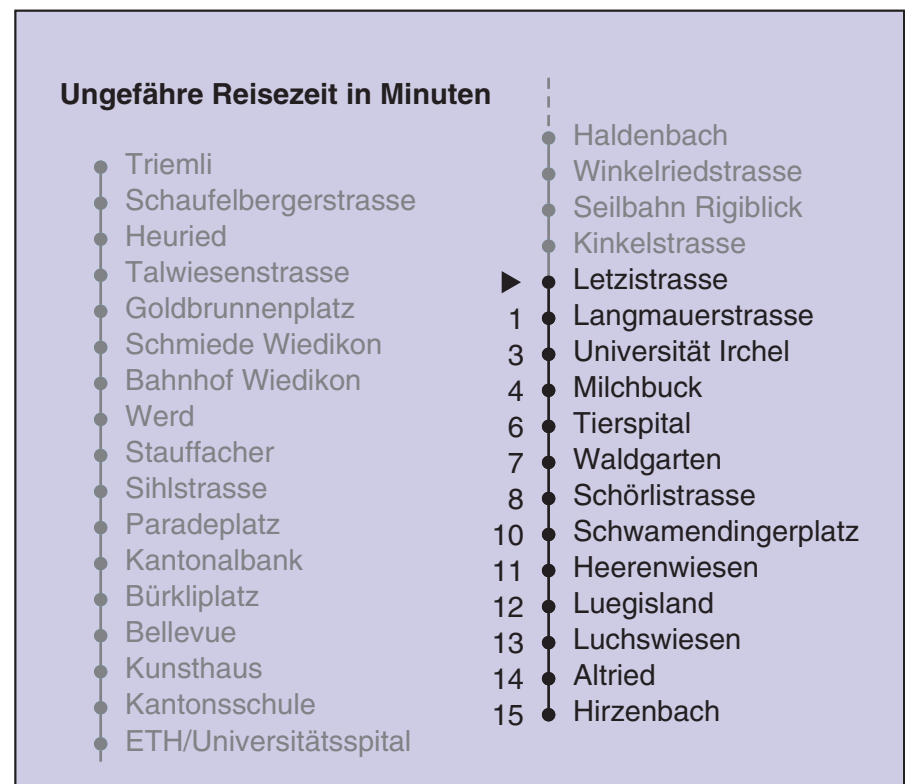 Ungefähre Reisezeit in Minuten
Triemli
Schaufelbergerstrasse
Heuried
Talwiesenstrasse
Goldbrunnenplatz
Schmiede Wiedikon
Bahnhof Wiedikon
Werd
Stauffacher
Sihlstrasse
Paradeplatz
Kantonalbank
Bürkliplatz
Bellevue
Kunsthaus
Kantonsschule
ETH/Universitätsspital
Haldenbach
Winkelriedstrasse
Seilbahn Rigiblick
Kinkelstrasse
Letzistrasse
1 Langmauerstrasse
3 Universität Irchel
4 Milchbuck
6 Tierspital
7 Waldgarten
8 Schörlistrasse
10 Schwamendingerplatz
11 Heerenwiesen
12 Luegisland
13 Luchswiesen
14 Altried
15 Hirzenbach